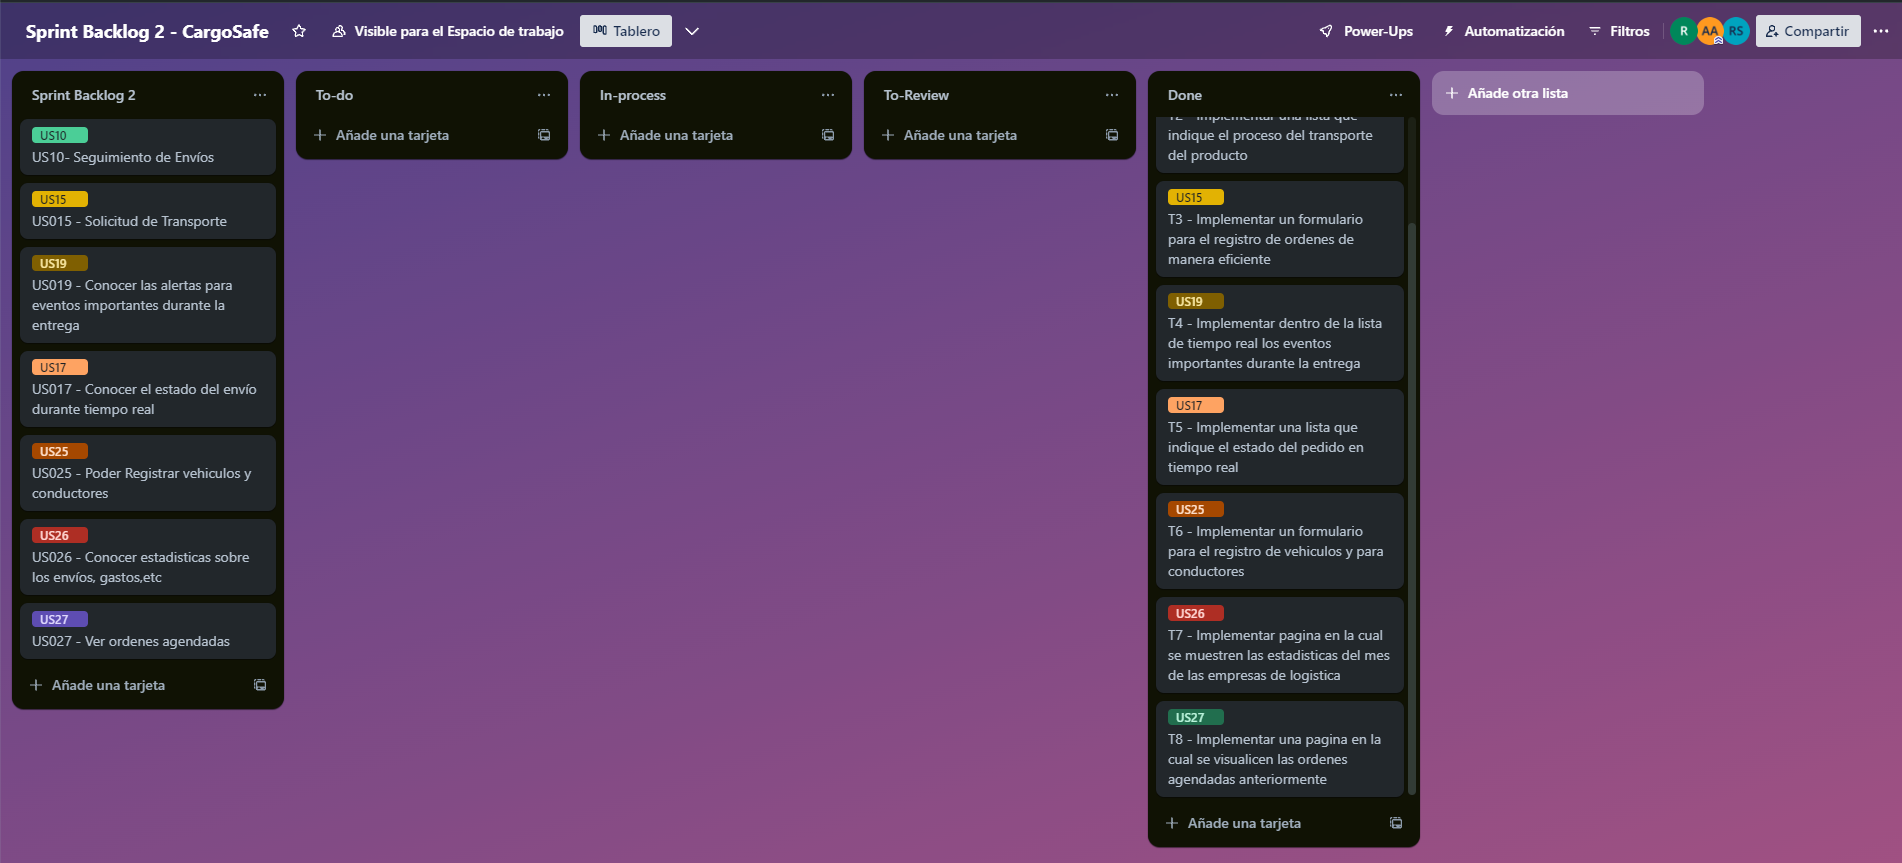 Sprint Backlog 2 - CargoSafe
Visible para el Espacio de trabajo
Tablero
Power-Ups
Automatización
Filtros
R
AA
RS
Compartir
Sprint Backlog 2
US10
US10- Seguimiento de Envíos
US15
US015 - Solicitud de Transporte
US19
US019 - Conocer las alertas para
eventos importantes durante la
entrega
US17
US017 - Conocer el estado del envío
durante tiempo real
US25
US025 - Poder Registrar vehiculos y
conductores
US26
US026 - Conocer estadisticas sobre
los envíos, gastos,etc
US27
US027 - Ver ordenes agendadas
Añade una tarjeta
To-do
Añade una tarjeta
In-process
Añade una tarjeta
To-Review
Añade una tarjeta
Done
T2 - Implementar una lista que
indique el proceso del transporte
del producto
US15
T3 - Implementar un formulario
para el registro de ordenes de
manera eficiente
US19
T4 - Implementar dentro de la lista
de tiempo real los eventos
importantes durante la entrega
US17
T5 - Implementar una lista que
indique el estado del pedido en
tiempo real
US25
T6 - Implementar un formulario
para el registro de vehiculos y para
conductores
US26
T7 - Implementar pagina en la cual
se muestren las estadisticas del mes
de las empresas de logistica
US27
T8 - Implementar una pagina en la
cual se visualicen las ordenes
agendadas anteriormente
Añade una tarjeta
Añade otra lista